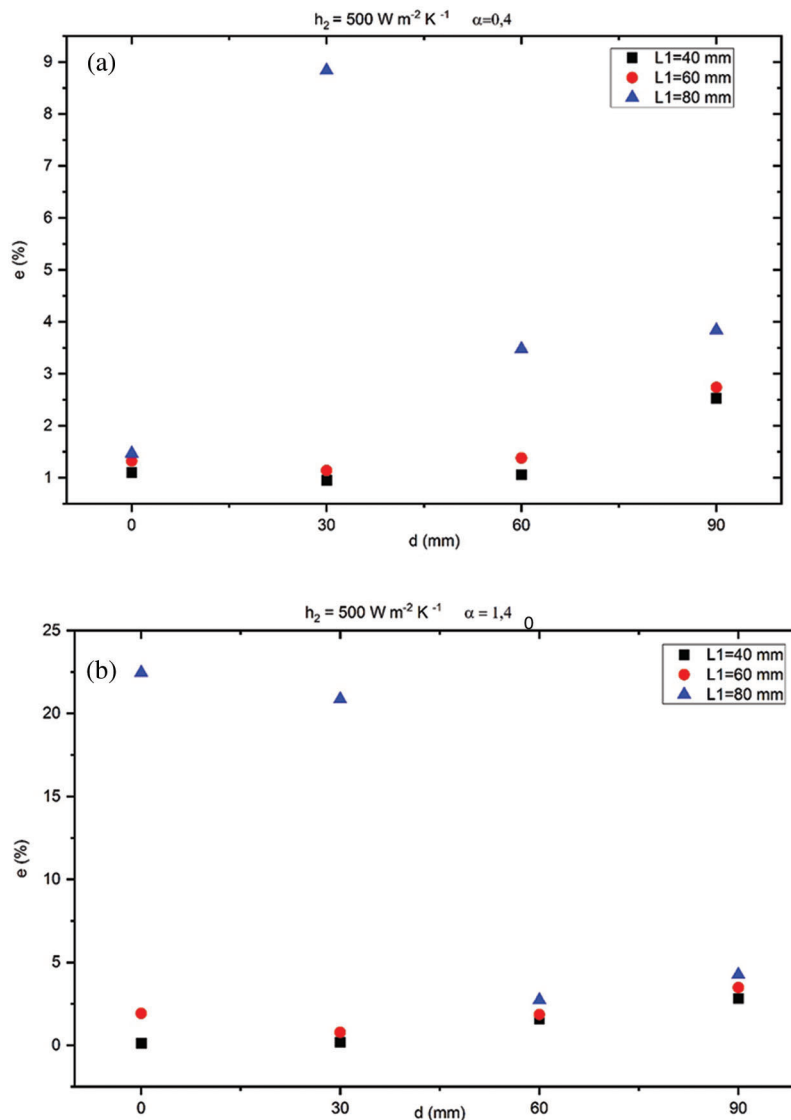 h₂ = 500 W m⁻² K⁻¹ α=0,4
(a)
L1=40 mm
L1=60 mm
L1=80 mm
9
8
7
6
5
4
3
2
1
e (%)
0 30 60 90
d (mm)
h₂ = 500 W m⁻² K⁻¹ α = 1,4
0
(b)
L1=40 mm
L1=60 mm
L1=80 mm
25
20
15
10
5
0
e (%)
0 30 60 90
d (mm)